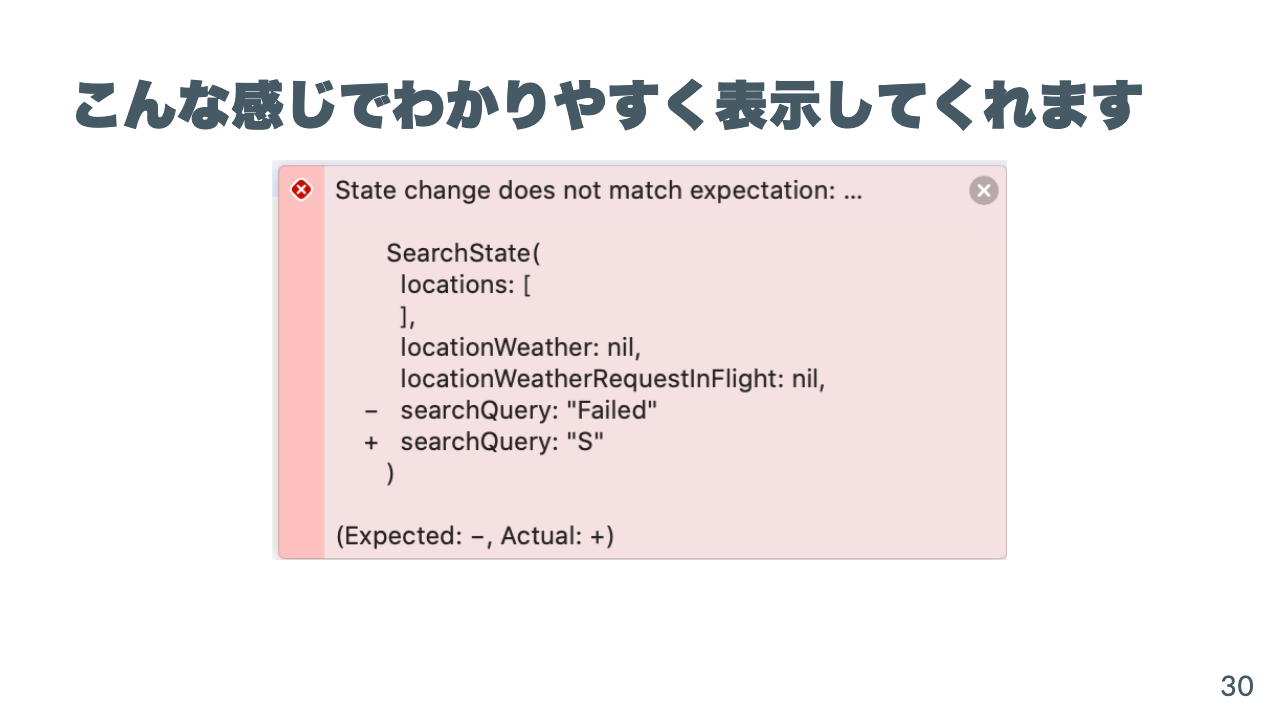 こんな感じでわかりやすく表示してくれます
State change does not match expectation: ...
SearchState(
locations: [
],
locationWeather: nil,
locationWeatherRequestInFlight: nil,
− searchQuery: "Failed"
+ searchQuery: "S"
)
(Expected: −, Actual: +)
30